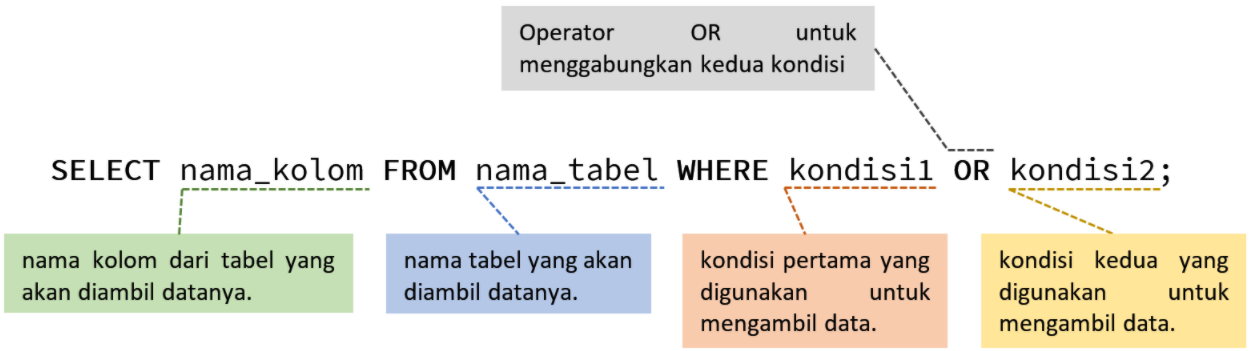 Operator OR untuk
menggabungkan kedua kondisi
SELECT nama_kolom FROM nama_tabel WHERE kondisi1 OR kondisi2;
nama kolom dari tabel yang
akan diambil datanya.
nama tabel yang akan
diambil datanya.
kondisi pertama yang
digunakan untuk
mengambil data.
kondisi kedua yang
digunakan untuk
mengambil data.